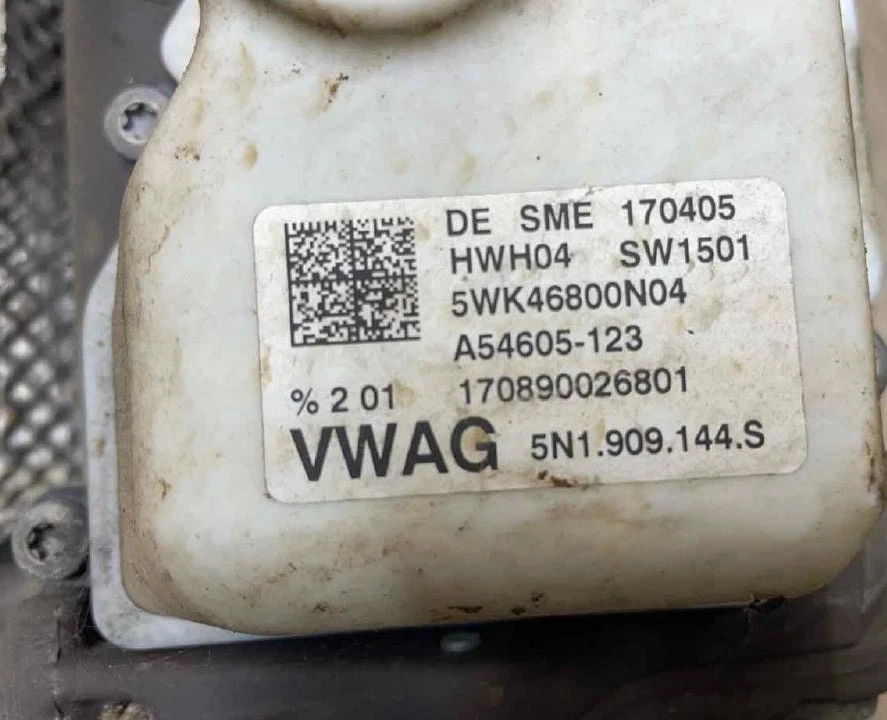 DE SME 170405
HWH04 SW1501
5WK46800N04
A54605-123
% 2 01 170890026801
VWAG 5N1.909.144.S